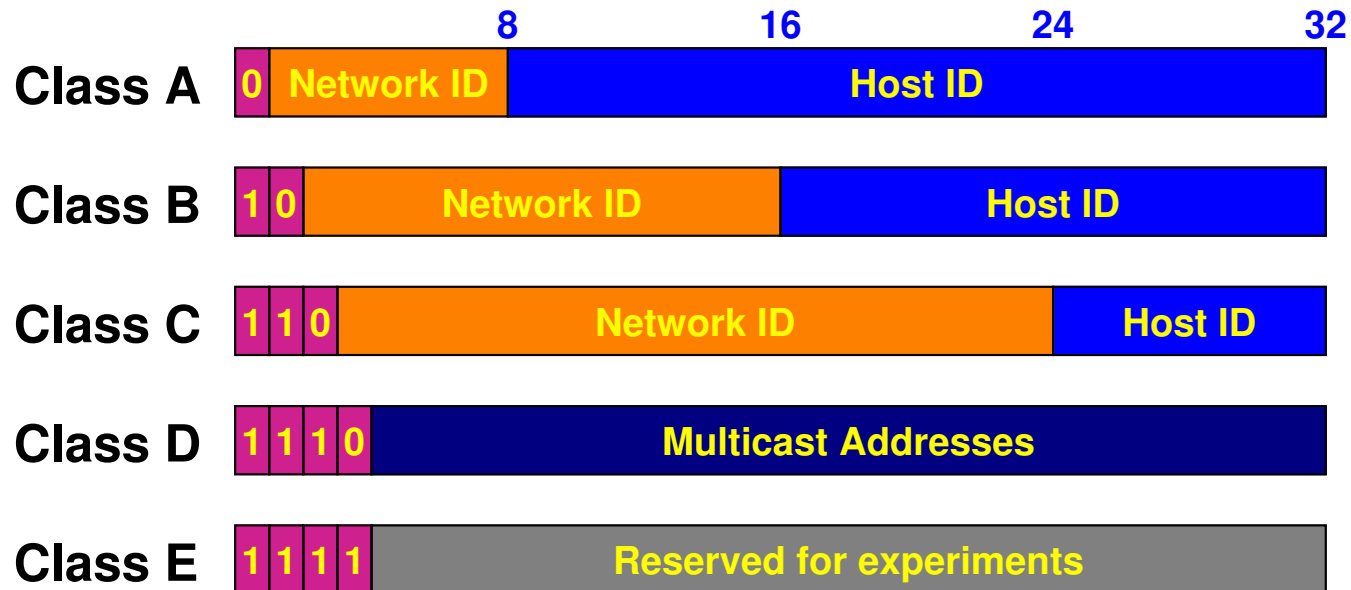 8 16 24 32
Class A 0 Network ID Host ID
Class B 1 0 Network ID Host ID
Class C 1 1 0 Network ID Host ID
Class D 1 1 1 0 Multicast Addresses
Class E 1 1 1 1 Reserved for experiments